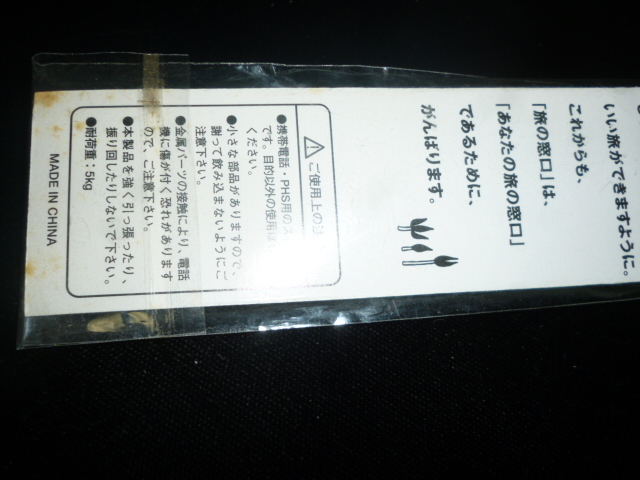 いい旅ができますように。
これからも、
「旅の窓口」は、
「あなたの旅の窓口」
であるために、
がんばります。
ご使用上の注
●携帯電話・PHS用のス
です。目的以外の使用は
ください。
●小さな部品がありますので、
謝って飲み込まないようにご
注意下さい。
●金属パーツの接触により、電話
機に傷が付く恐れがあります
ので、ご注意下さい。
●本製品を強く引っ張ったり、
振り回したりしないで下さい。
●耐荷重：5kg
MADE IN CHINA